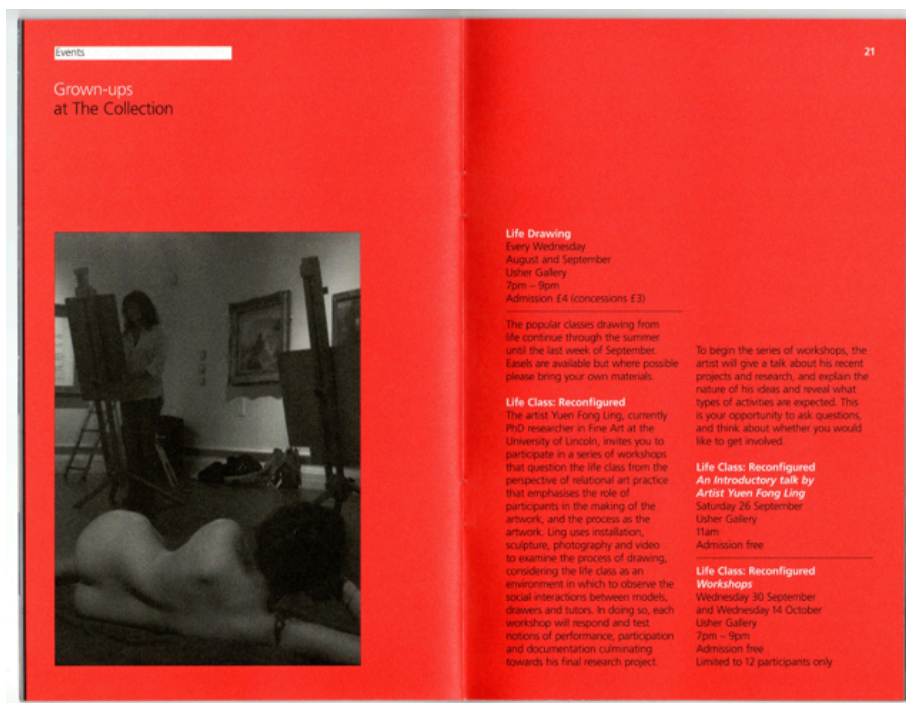 Events
21
Grown-ups
at The Collection
Life Drawing
Every Wednesday
August and September
Usher Gallery
7pm – 9pm
Admission £4 (concessions £3)
The popular classes drawing from
life continue through the summer
until the last week of September.
Easels are available but where possible
please bring your own materials.
Life Class: Reconfigured
The artist Yuen Fong Ling, currently
PhD researcher in Fine Art at the
University of Lincoln, invites you to
participate in a series of workshops
that question the life class from the
perspective of relational art practice
that emphasises the role of
participants in the making of the
artwork, and the process as the
artwork. Ling uses installation,
sculpture, photography and video
to examine the process of drawing,
considering the life class as an
environment in which to observe the
social interactions between models,
drawers and tutors. In doing so, each
workshop will respond and test
notions of performance, participation
and documentation culminating
towards his final research project.
To begin the series of workshops, the
artist will give a talk about his recent
projects and research, and explain the
nature of his ideas and reveal what
types of activities are expected. This
is your opportunity to ask questions,
and think about whether you would
like to get involved.
Life Class: Reconfigured
An Introductory talk by
Artist Yuen Fong Ling
Saturday 26 September
Usher Gallery
11am
Admission free
Life Class: Reconfigured
Workshops
Wednesday 30 September
and Wednesday 14 October
Usher Gallery
7pm – 9pm
Admission free
Limited to 12 participants only